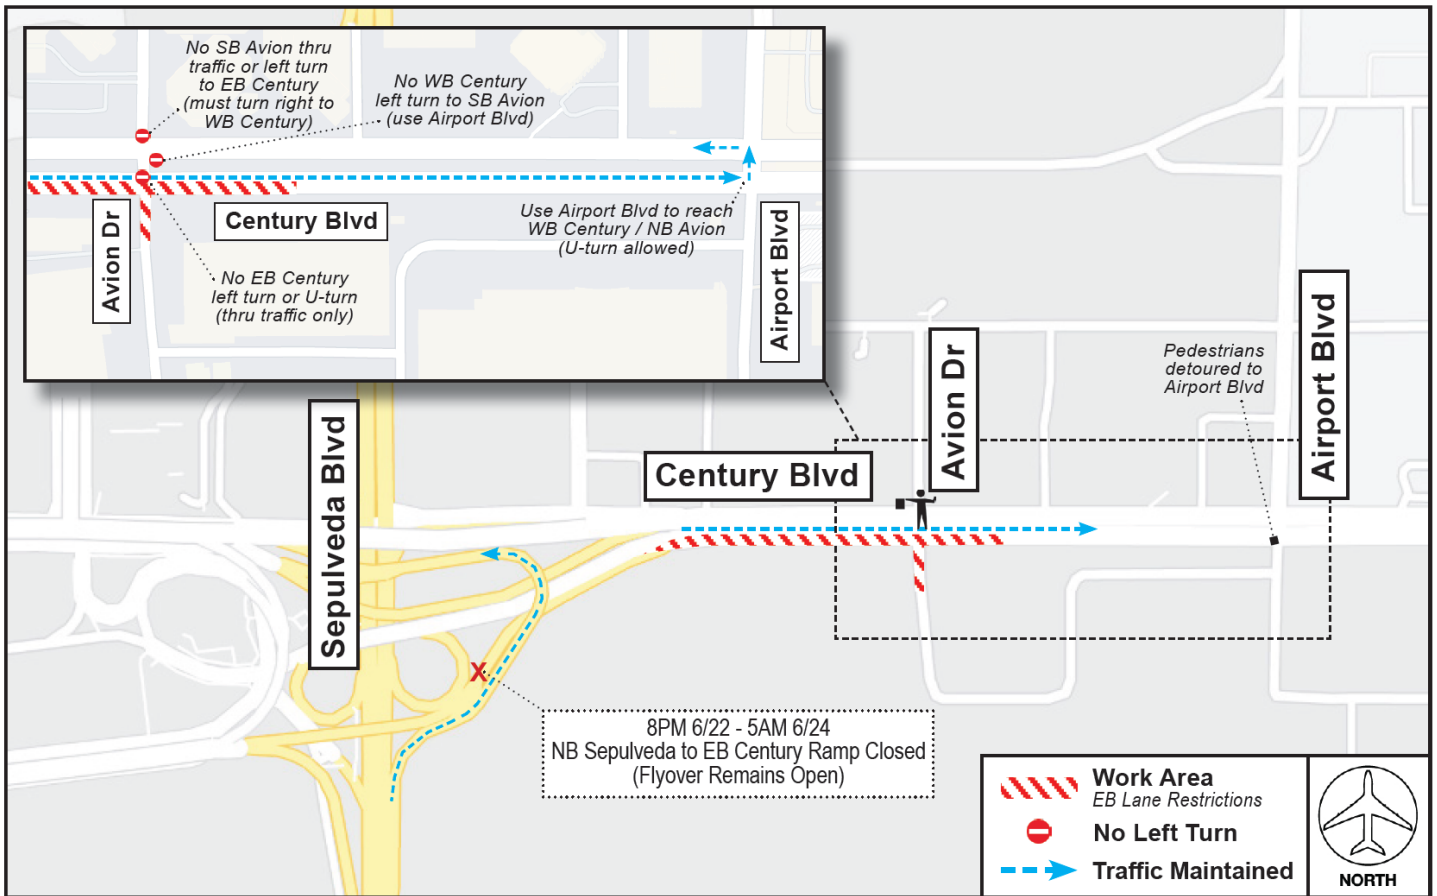 No SB Avion thru
traffic or left turn
to EB Century
(must turn right to
WB Century)
No WB Century
left turn to SB Avion
(use Airport Blvd)
Avion Dr
Century Blvd
Use Airport Blvd to reach
WB Century / NB Avion
(U-turn allowed)
Airport Blvd
No EB Century
left turn or U-turn
(thru traffic only)
Sepulveda Blvd
Century Blvd
Avion Dr
Pedestrians
detoured to
Airport Blvd
Airport Blvd
X
8PM 6/22 - 5AM 6/24
NB Sepulveda to EB Century Ramp Closed
(Flyover Remains Open)
Work Area
EB Lane Restrictions
No Left Turn
Traffic Maintained
NORTH